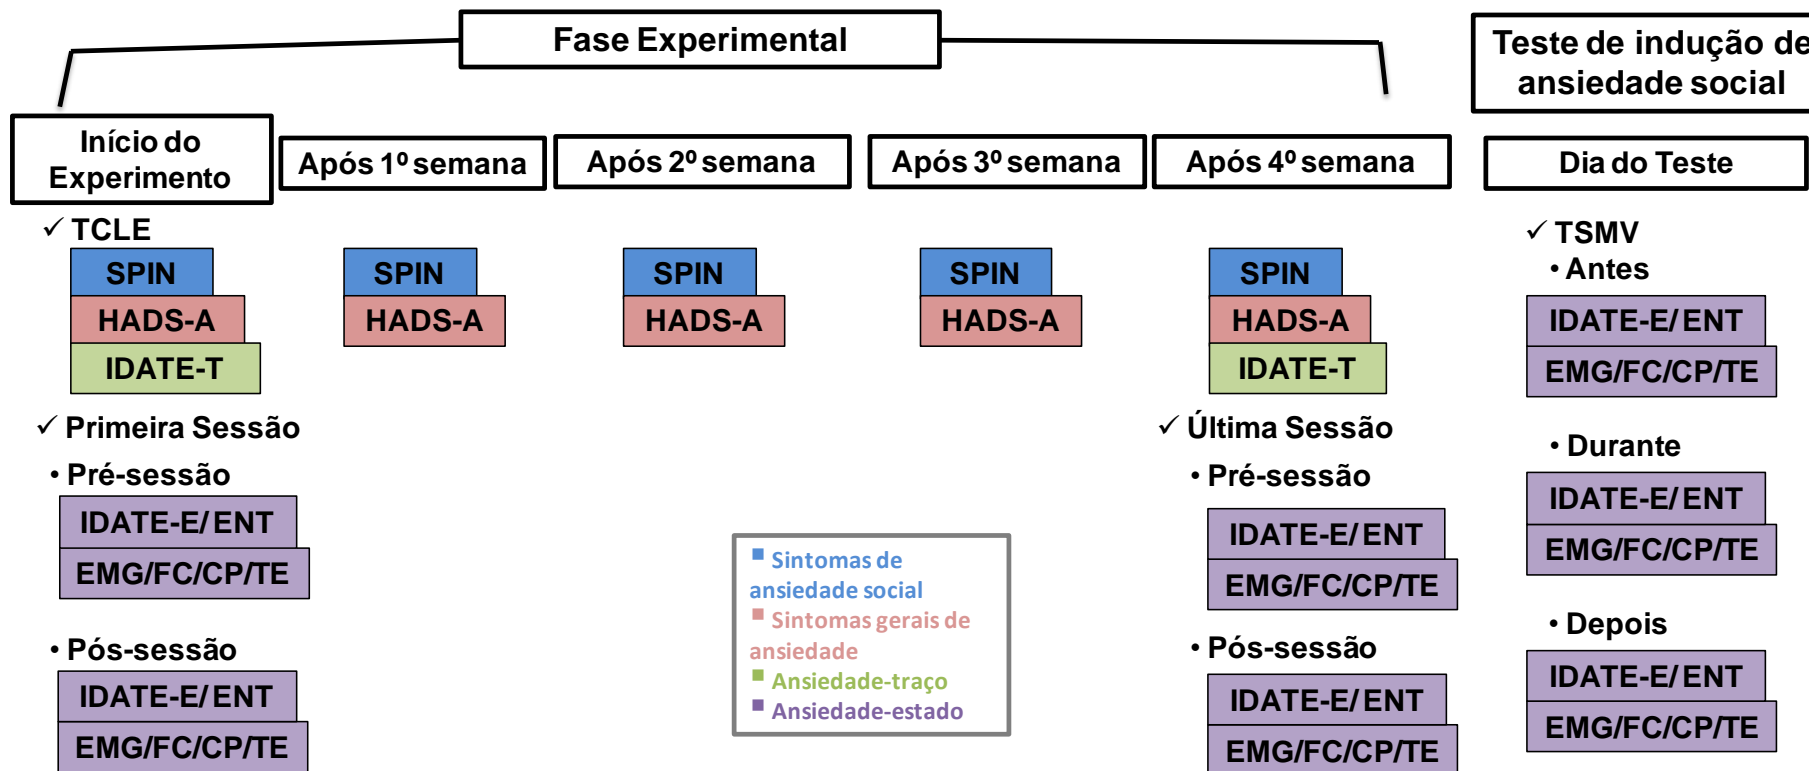 Fase Experimental
Teste de indução de
ansiedade social
Início do
Experimento
Após 1º semana
Após 2º semana
Após 3º semana
Após 4º semana
Dia do Teste
✓ TCLE
SPIN
HADS-A
IDATE-T
✓ Primeira Sessão
• Pré-sessão
IDATE-E/ ENT
EMG/FC/CP/TE
• Pós-sessão
IDATE-E/ ENT
EMG/FC/CP/TE
SPIN
HADS-A
SPIN
HADS-A
SPIN
HADS-A
SPIN
HADS-A
IDATE-T
✓ Última Sessão
• Pré-sessão
IDATE-E/ ENT
EMG/FC/CP/TE
• Pós-sessão
IDATE-E/ ENT
EMG/FC/CP/TE
✓ TSMV
• Antes
IDATE-E/ ENT
EMG/FC/CP/TE
• Durante
IDATE-E/ ENT
EMG/FC/CP/TE
• Depois
IDATE-E/ ENT
EMG/FC/CP/TE
▪ Sintomas de
ansiedade social
▪ Sintomas gerais de
ansiedade
▪ Ansiedade-traço
▪ Ansiedade-estado